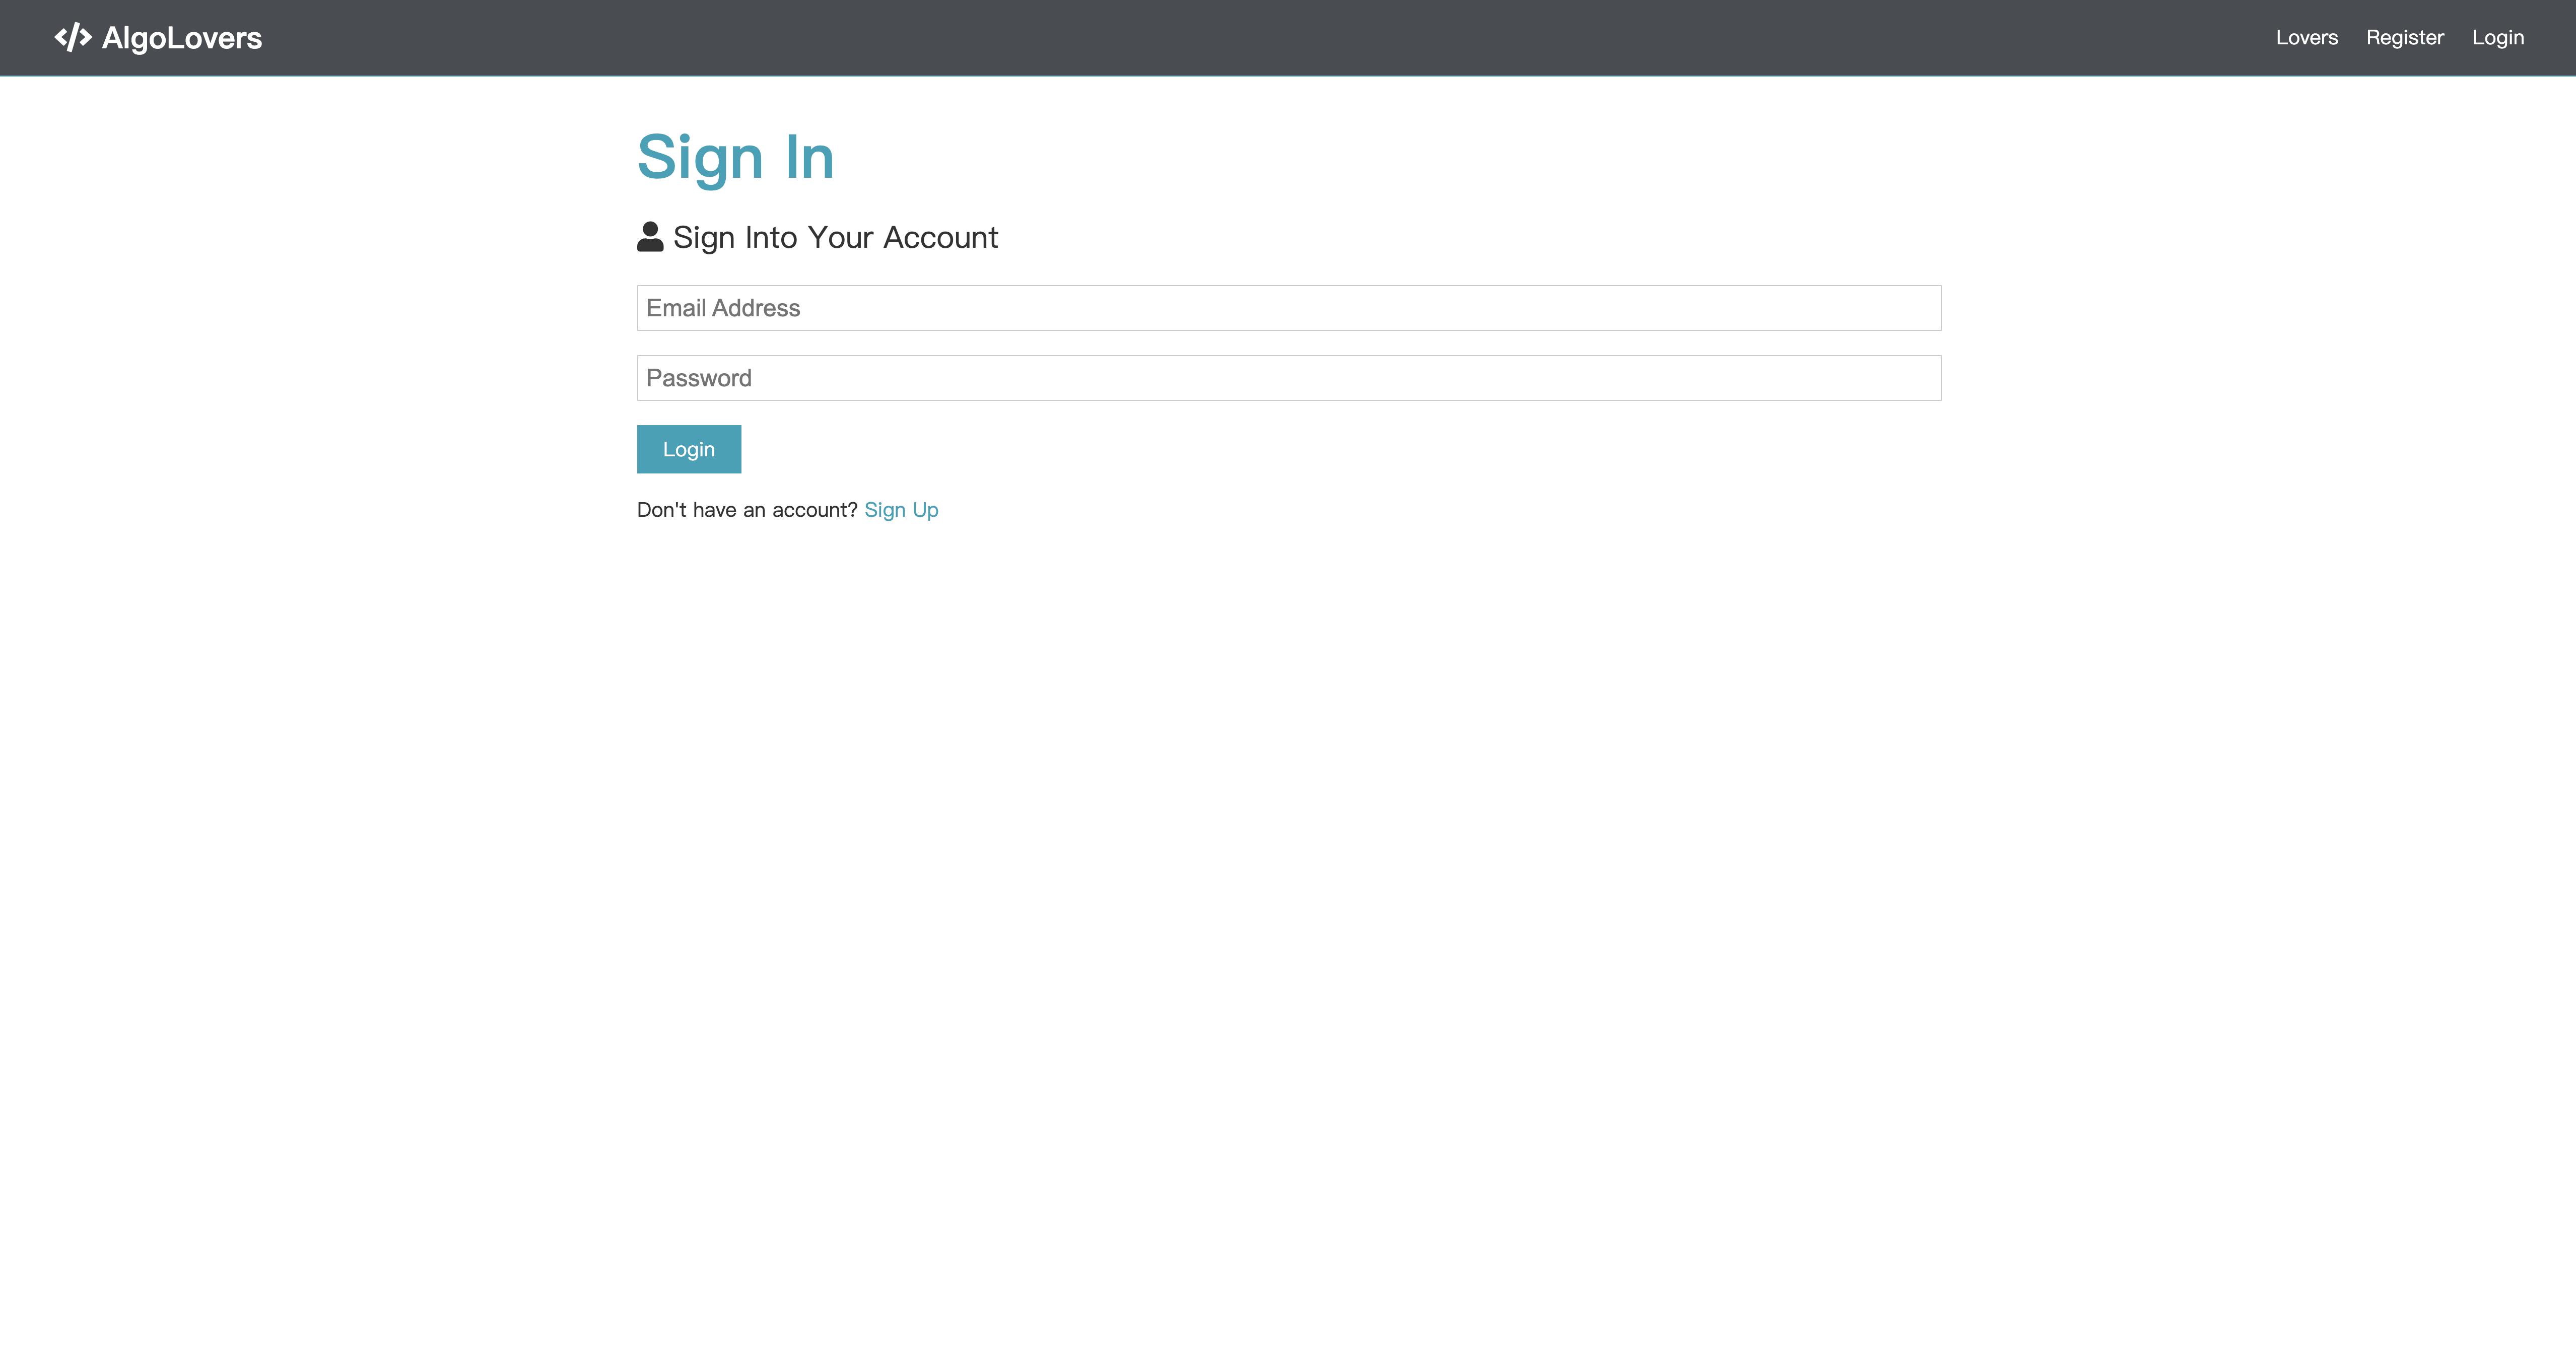 AlgoLovers
Lovers Register Login
Sign In
Sign Into Your Account
Email Address
Password
Login
Don't have an account? Sign Up